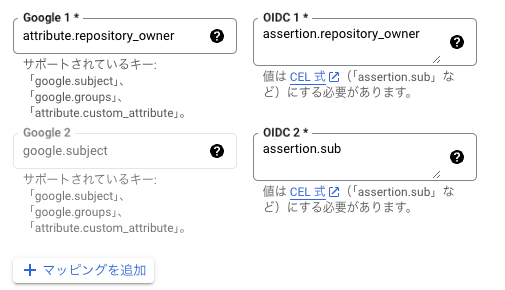 Google 1 *
attribute.repository_owner
サポートされているキー:
「google.subject」、
「google.groups」、
「attribute.custom_attribute」。
OIDC 1 *
assertion.repository_owner
値は CEL 式（「assertion.sub」な
ど）にする必要があります。
Google 2
google.subject
サポートされているキー:
「google.subject」、
「google.groups」、
「attribute.custom_attribute」。
OIDC 2 *
assertion.sub
値は CEL 式（「assertion.sub」な
ど）にする必要があります。
マッピングを追加